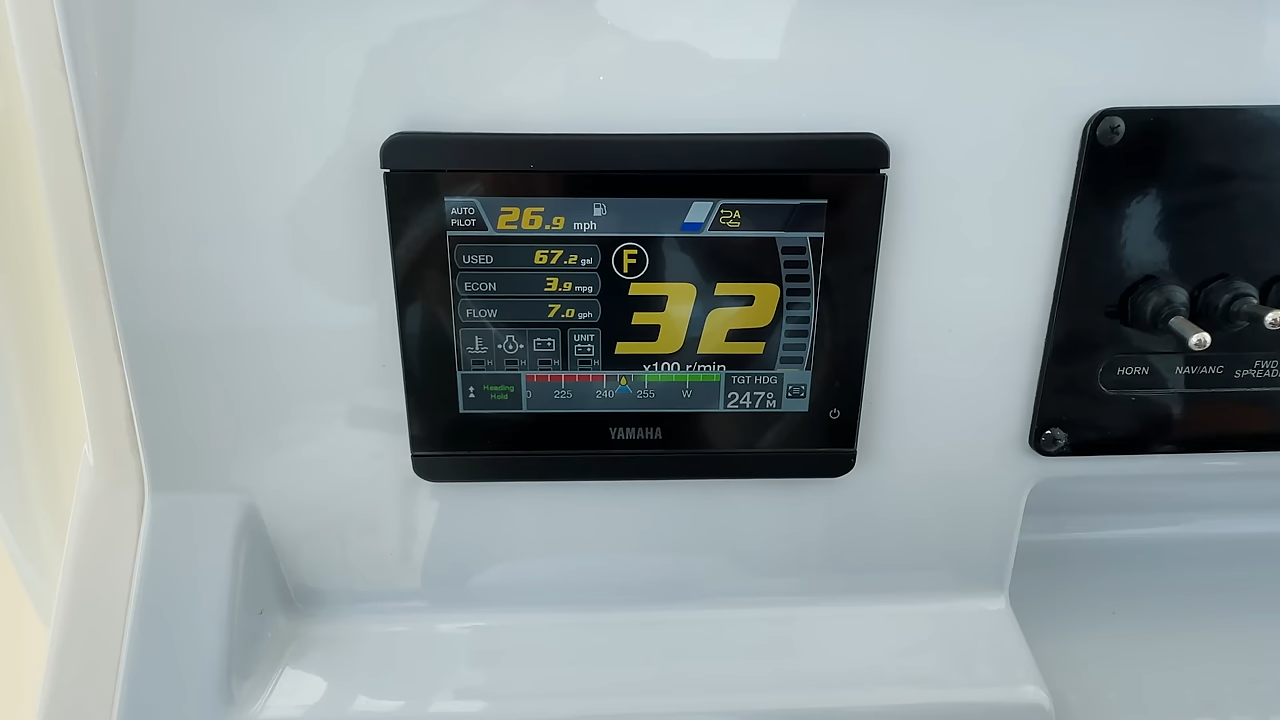 AUTO PILOT 26.9 mph A
USED 67.2 gal
F
ECON 3.9 mpg
FLOW 7.0 gph
32
x100 r/min
UNIT
H H H H
Heading Hold
0 225 240 255 W
TGT HDG
247°M
YAMAHA
HORN NAV/ANC FWD